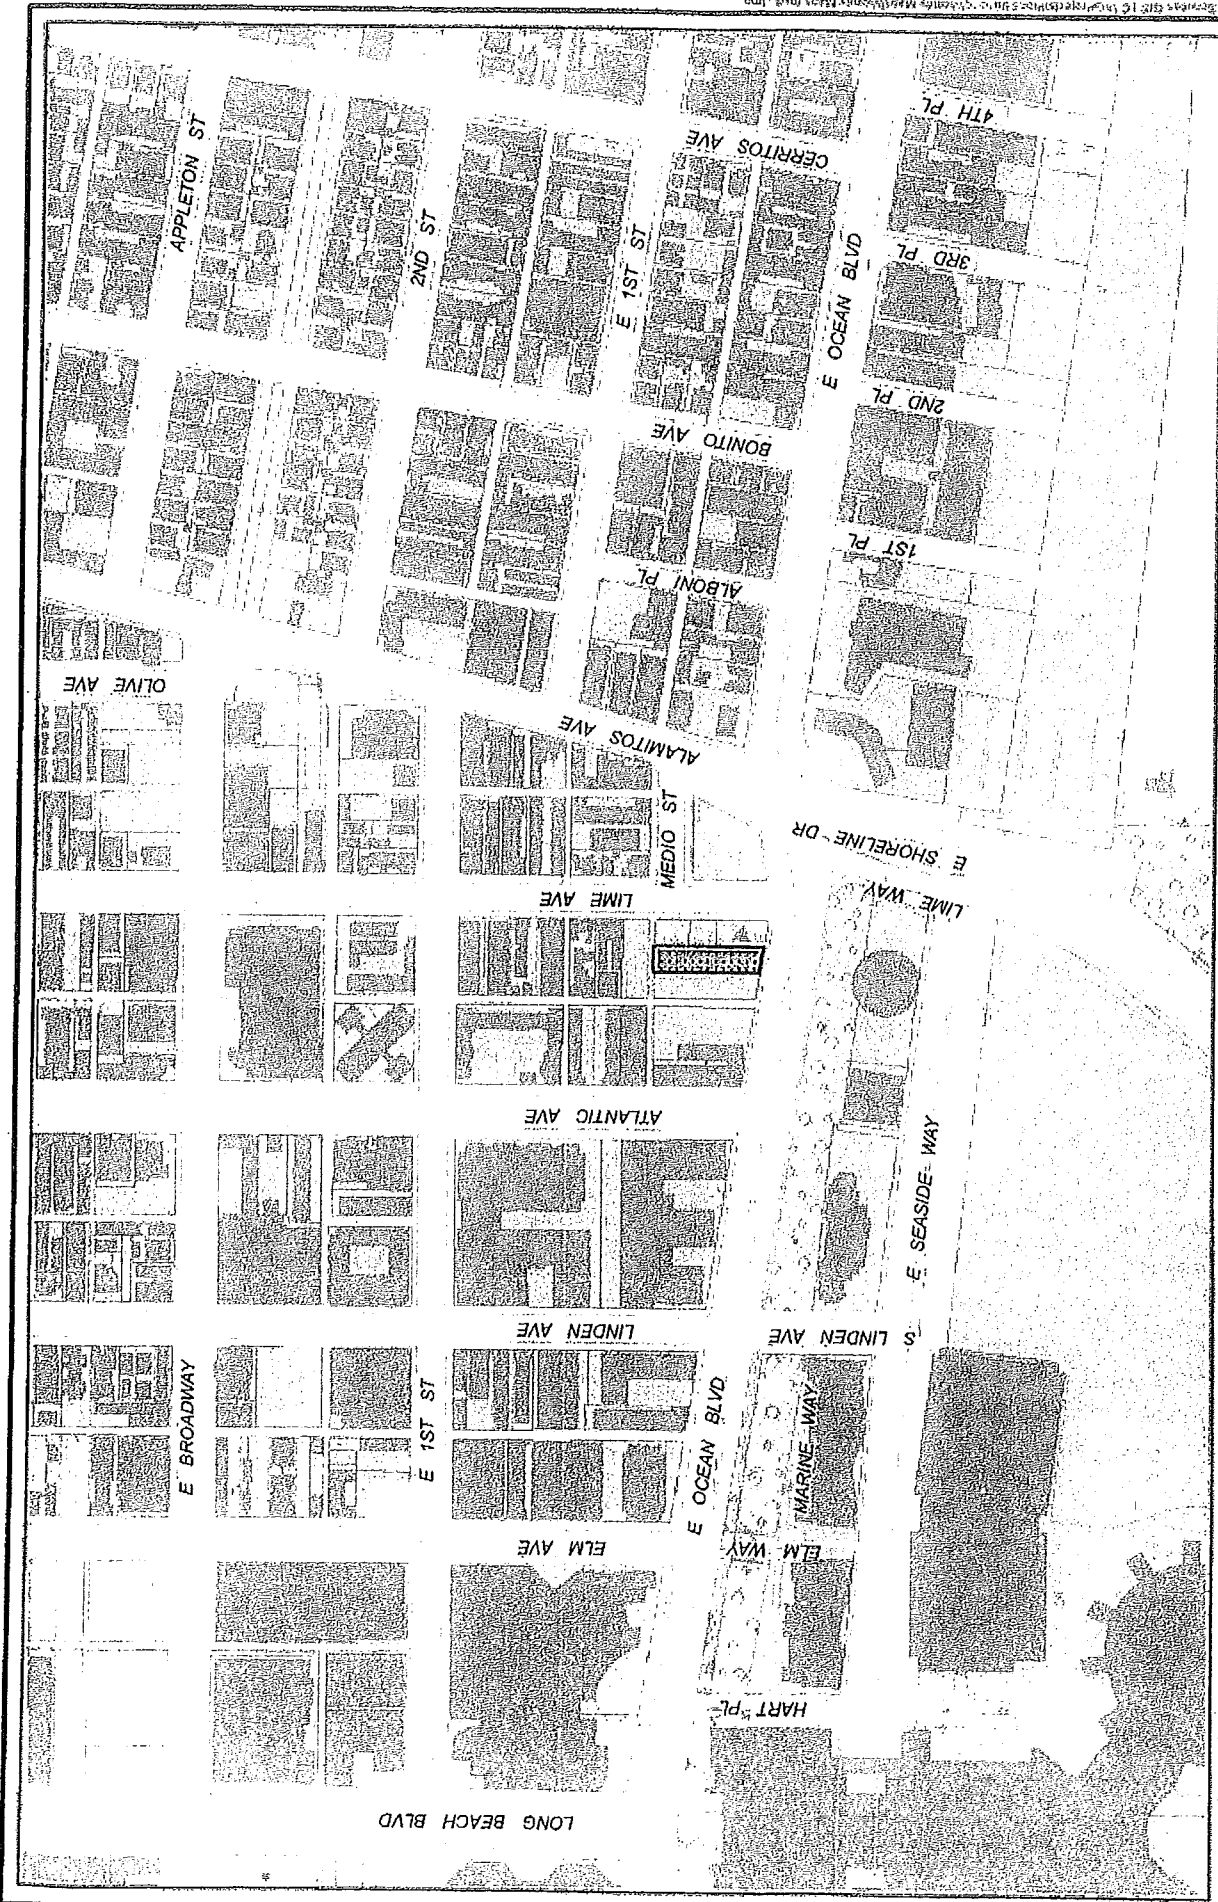 4TH PL
APPLETON ST
CERRITOS AVE
2ND ST
3RD PL
E 1ST ST
E OCEAN BLVD
2ND PL
BONITO AVE
1ST PL
ALBONI PL
OLIVE AVE
ALAMITOS AVE
MEDIO ST
E SHORELINE DR
LIME AVE
LIME WAY
ATLANTIC AVE
E SEASIDE WAY
LINDEN AVE
S LINDEN AVE
E BROADWAY
E 1ST ST
E OCEAN BLVD
MARINE WAY
ELM AVE
ELM WAY
HART PL
LONG BEACH BLVD